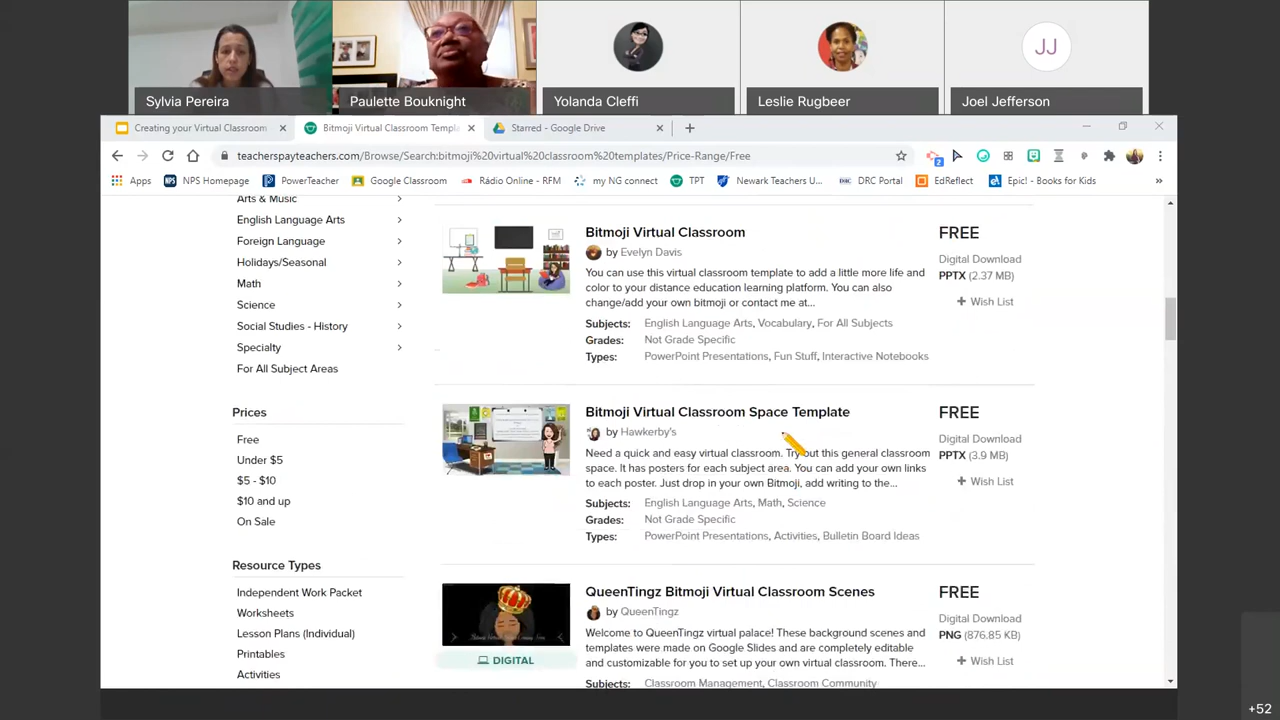 Sylvia Pereira
Paulette Bouknight
Yolanda Cleffi
Leslie Rugbeer
JJ
Joel Jefferson
Creating your Virtual Classroom
Bitmoji Virtual Classroom Templ
Starred - Google Drive
teacherspayteachers.com/Browse/Search:bitmoji%20virtual%20classroom%20templates/Price-Range/Free
2
Apps
NPS Homepage
PowerTeacher
Google Classroom
Rádio Online - RFM
my NG connect
TPT
Newark Teachers U...
DRC Portal
EdReflect
Epic! - Books for Kids
»
Arts & Music
English Language Arts
Foreign Language
Holidays/Seasonal
Math
Science
Social Studies - History
Specialty
For All Subject Areas
Prices
Free
Under $5
$5 - $10
$10 and up
On Sale
Resource Types
Independent Work Packet
Worksheets
Lesson Plans (Individual)
Printables
Activities
Bitmoji Virtual Classroom
by Evelyn Davis
You can use this virtual classroom template to add a little more life and
color to your distance education learning platform. You can also
change/add your own bitmoji or contact me at...
Subjects: English Language Arts, Vocabulary, For All Subjects
Grades: Not Grade Specific
Types: PowerPoint Presentations, Fun Stuff, Interactive Notebooks
FREE
Digital Download
PPTX (2.37 MB)
+ Wish List
Bitmoji Virtual Classroom Space Template
by Hawkerby's
Need a quick and easy virtual classroom. Try out this general classroom
space. It has posters for each subject area. You can add your own links
to each poster. Just drop in your own Bitmoji, add writing to the...
Subjects: English Language Arts, Math, Science
Grades: Not Grade Specific
Types: PowerPoint Presentations, Activities, Bulletin Board Ideas
FREE
Digital Download
PPTX (3.9 MB)
+ Wish List
DIGITAL
QueenTingz Bitmoji Virtual Classroom Scenes
by QueenTingz
Welcome to QueenTingz virtual palace! These background scenes and
templates were made on Google Slides and are completely editable
and customizable for you to set up your own virtual classroom. There...
Subjects: Classroom Management, Classroom Community
FREE
Digital Download
PNG (876.85 KB)
+ Wish List
+52